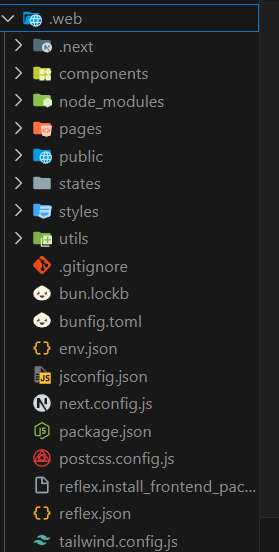 .web
.next
components
node_modules
pages
public
states
styles
utils
.gitignore
bun.lockb
bunfig.toml
env.json
jsconfig.json
next.config.js
package.json
postcss.config.js
reflex.install_frontend_pac...
reflex.json
tailwind.config.js